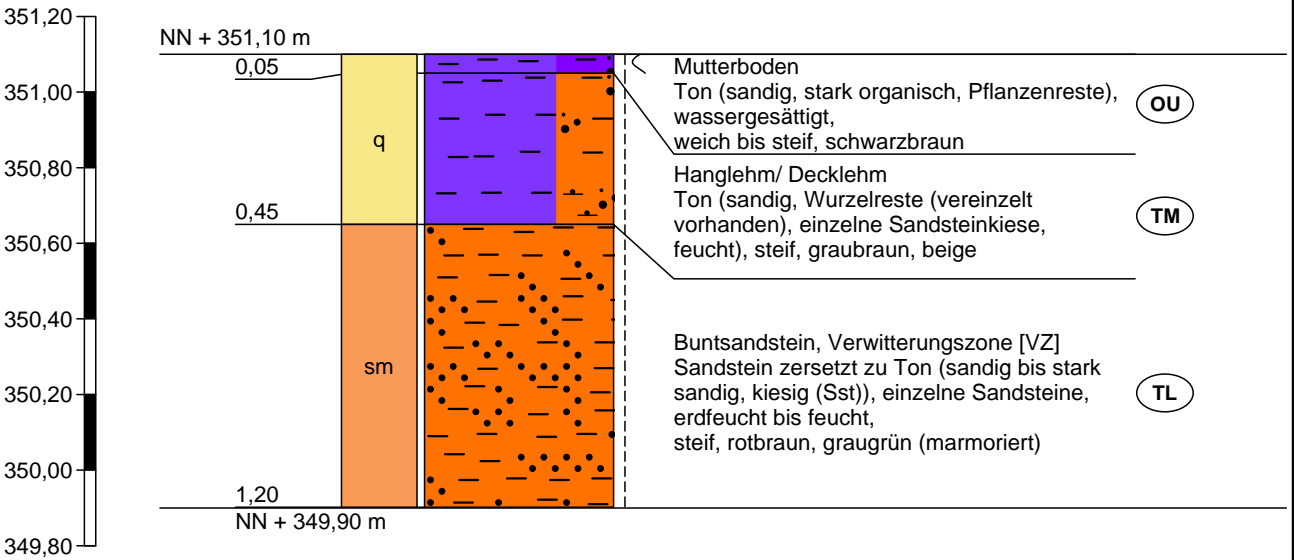 351,20
351,00
350,80
350,60
350,40
350,20
350,00
349,80
NN + 351,10 m
0,05
0,45
1,20
NN + 349,90 m
q
sm
Mutterboden
Ton (sandig, stark organisch, Pflanzenreste),
wassergesättigt,
weich bis steif, schwarzbraun
OU
Hanglehm/ Decklehm
Ton (sandig, Wurzelreste (vereinzelt
vorhanden), einzelne Sandsteinkiese,
feucht), steif, graubraun, beige
TM
Buntsandstein, Verwitterungszone [VZ]
Sandstein zersetzt zu Ton (sandig bis stark
sandig, kiesig (Sst)), einzelne Sandsteine,
erdfeucht bis feucht,
steif, rotbraun, graugrün (marmoriert)
TL